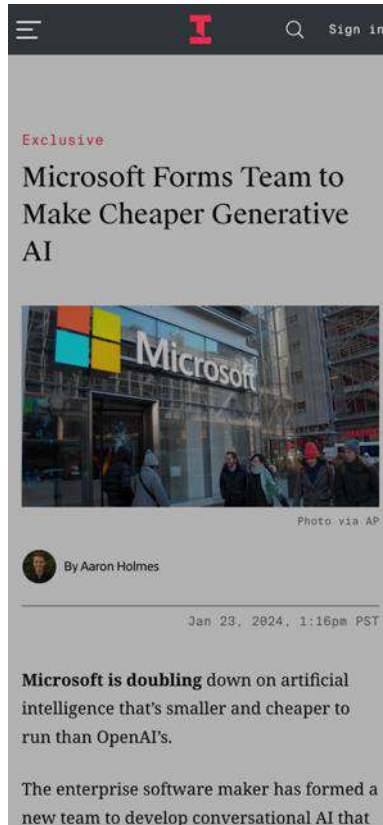 Sign in
Exclusive
Microsoft Forms Team to
Make Cheaper Generative
AI
Microsoft
Photo via AP
By Aaron Holmes
Jan 23, 2024, 1:16pm PST
Microsoft is doubling down on artificial
intelligence that’s smaller and cheaper to
run than OpenAI’s.
The enterprise software maker has formed a
new team to develop conversational AI that